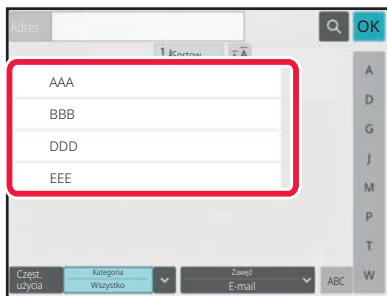 Adres
OK
1 Sortow.
AAA
BBB
DDD
EEE
A
D
G
J
M
P
T
W
Częst.
użycia
Kategoria
Wszystko
Zawęź
E-mail
ABC